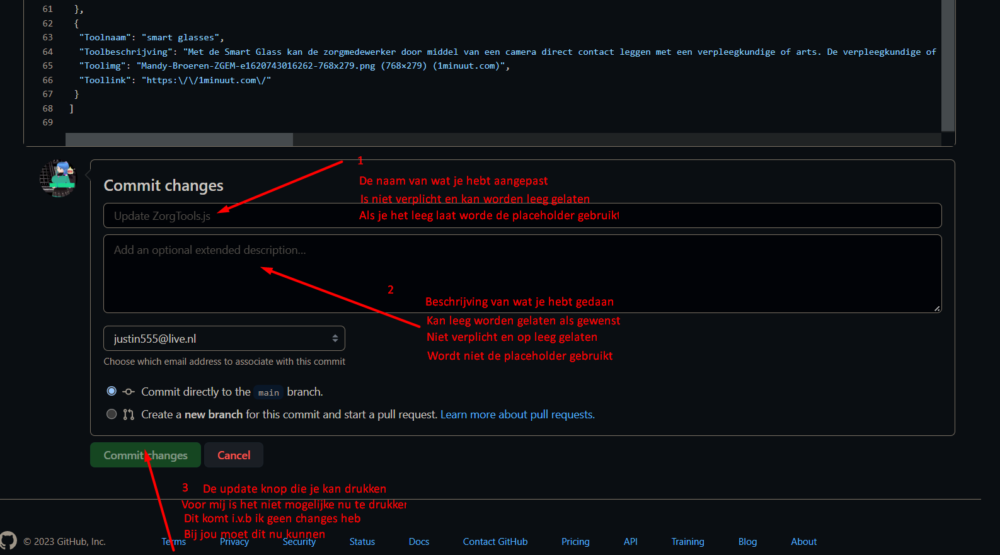 61 },
62 {
63 "Toolnaam": "smart glasses",
64 "Toolbeschrijving": "Met de Smart Glass kan de zorgmedewerker door middel van een camera direct contact leggen met een verpleegkundige of arts. De verpleegkundige of
65 "Toolimg": "Mandy-Broeren-ZGEM-e1620743016262-768x279.png (768×279) (1minuut.com)",
66 "Toollink": "https:\/\/1minuut.com\/"
67 }
68 ]
69
1
De naam van wat je hebt aangepast
Commit changes
Is niet verplicht en kan worden leeg gelaten
Update ZorgTools.js
Als je het leeg laat worde de placeholder gebruikt
Add an optional extended description...
2
Beschrijving van wat je hebt gedaan
Kan leeg worden gelaten als gewenst
Niet verplicht en op leeg gelaten
Wordt niet de placeholder gebruikt
justin555@live.nl
Choose which email address to associate with this commit
Commit directly to the main branch.
Create a new branch for this commit and start a pull request. Learn more about pull requests.
Commit changes Cancel
3 De update knop die je kan drukken
Voor mij is het niet mogelijke nu te drukken
Dit komt i.v.b ik geen changes heb
Bij jou moet dit nu kunnen
© 2023 GitHub, Inc. Terms Privacy Security Status Docs Contact GitHub Pricing API Training Blog About